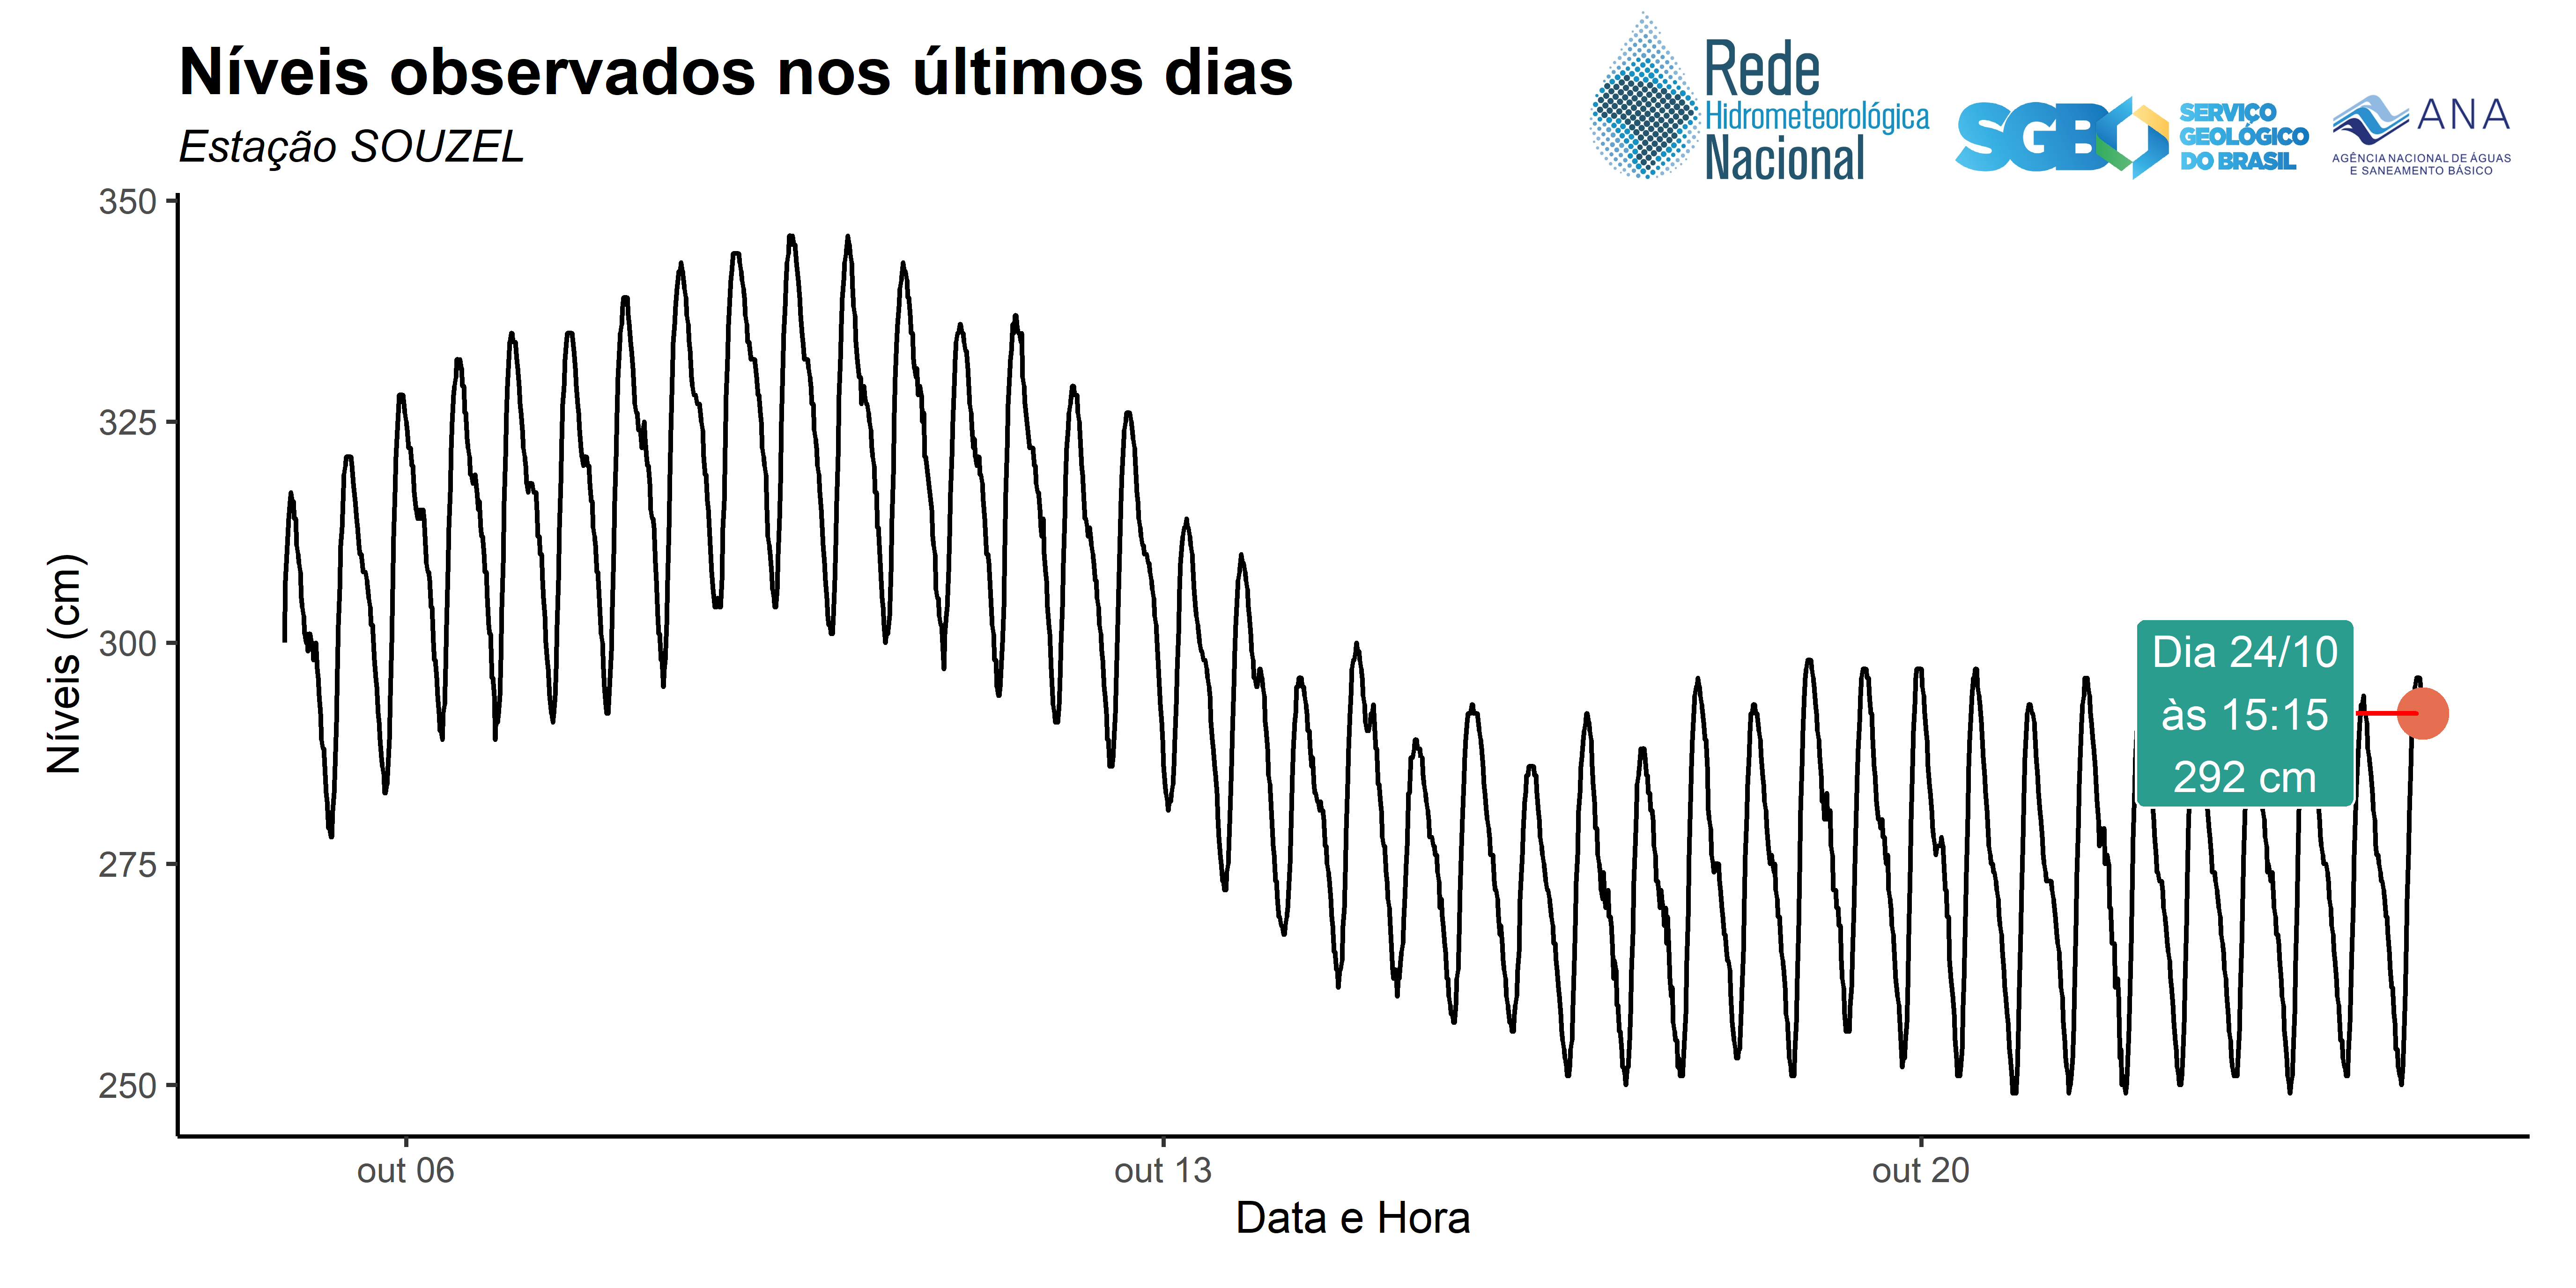 Níveis observados nos últimos dias
Estação SOUZEL
Rede
Hidrometeorológica
Nacional
SGB
SERVIÇO
GEOLÓGICO
DO BRASIL
ANA
AGÊNCIA NACIONAL DE ÁGUAS
E SANEAMENTO BÁSICO
350
325
300
275
250
Níveis (cm)
Dia 24/10
às 15:15
292 cm
out 06
out 13
out 20
Data e Hora